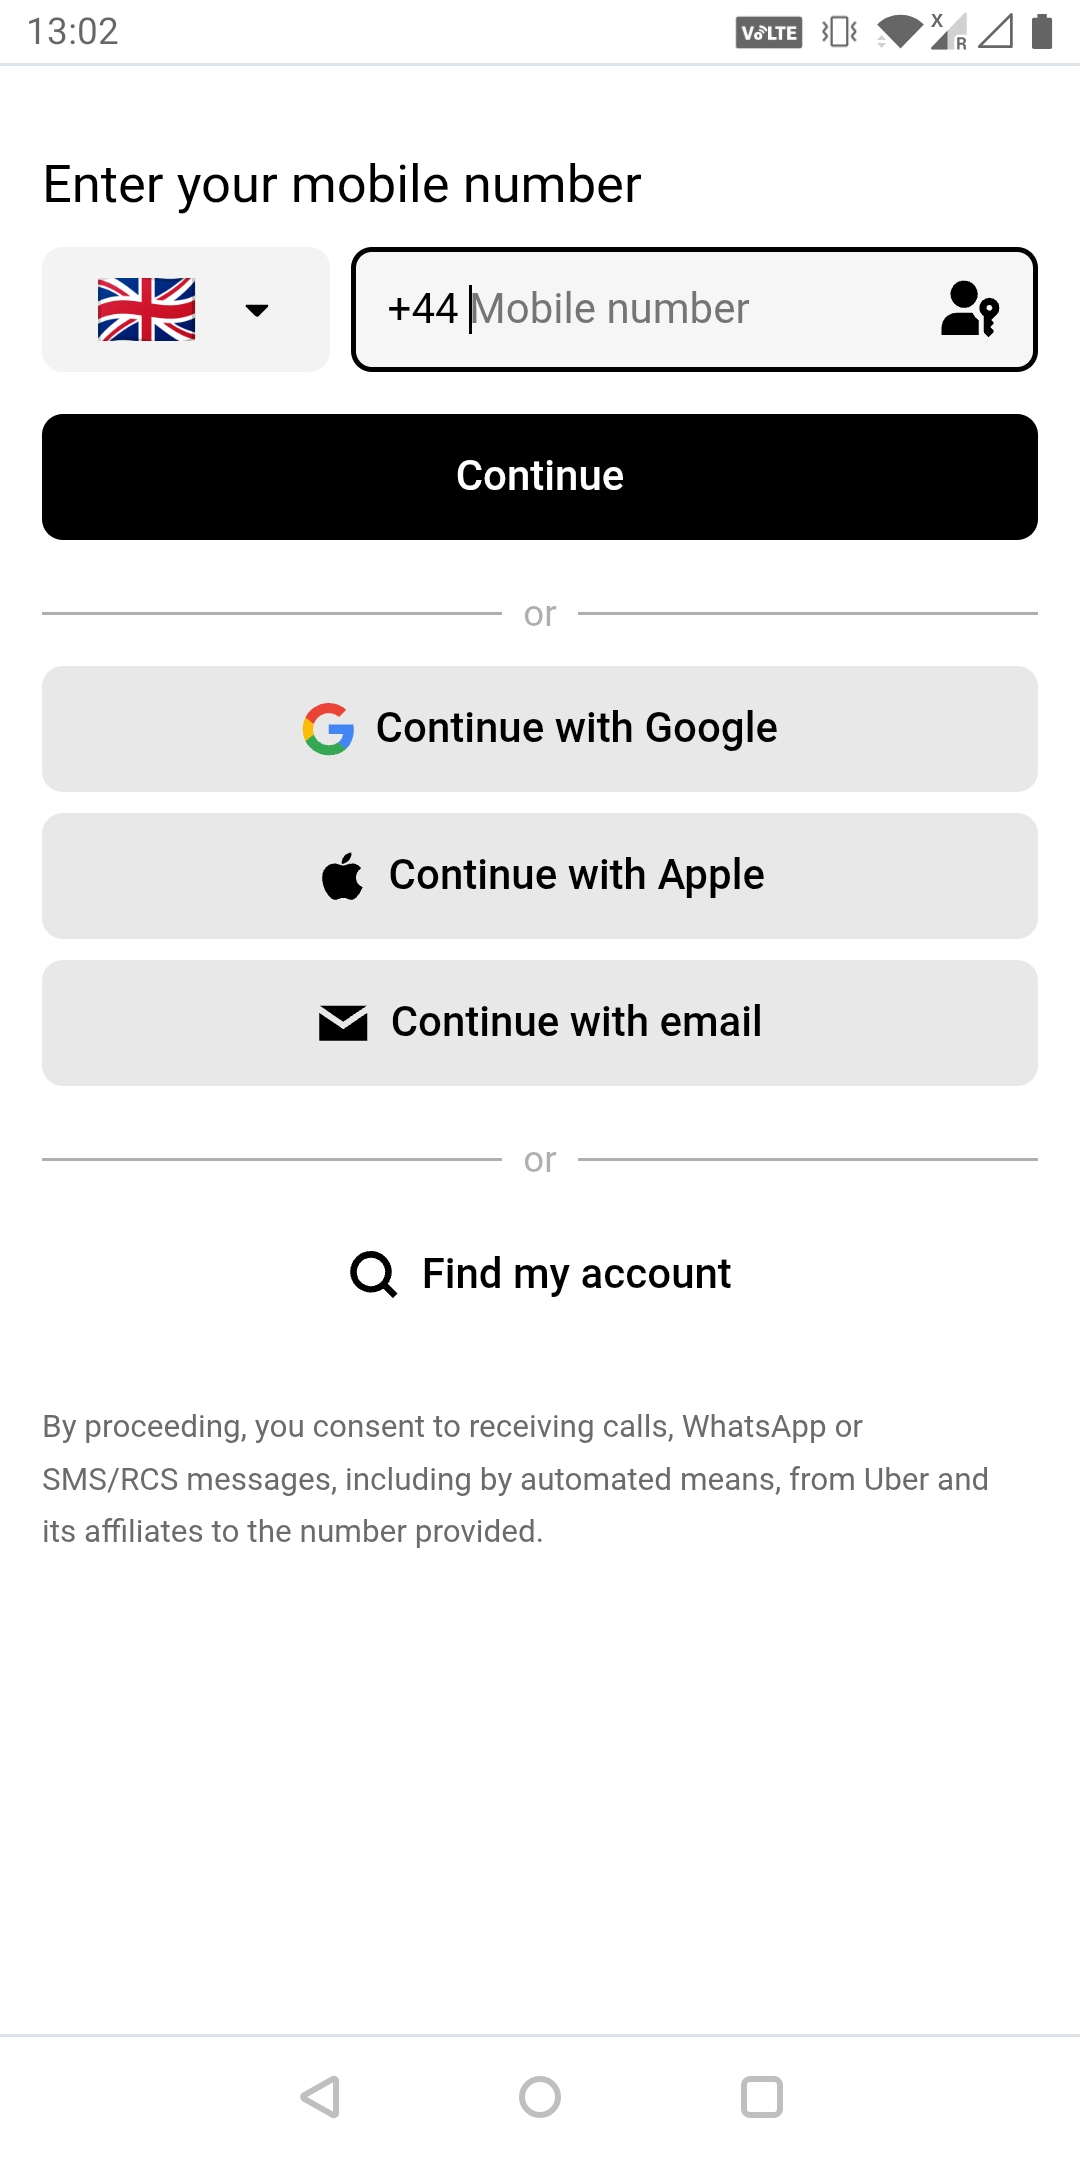 13:02
VoLTE
X
R
Enter your mobile number
+44 Mobile number
Continue
or
Continue with Google
Continue with Apple
Continue with email
or
Find my account
By proceeding, you consent to receiving calls, WhatsApp or
SMS/RCS messages, including by automated means, from Uber and
its affiliates to the number provided.